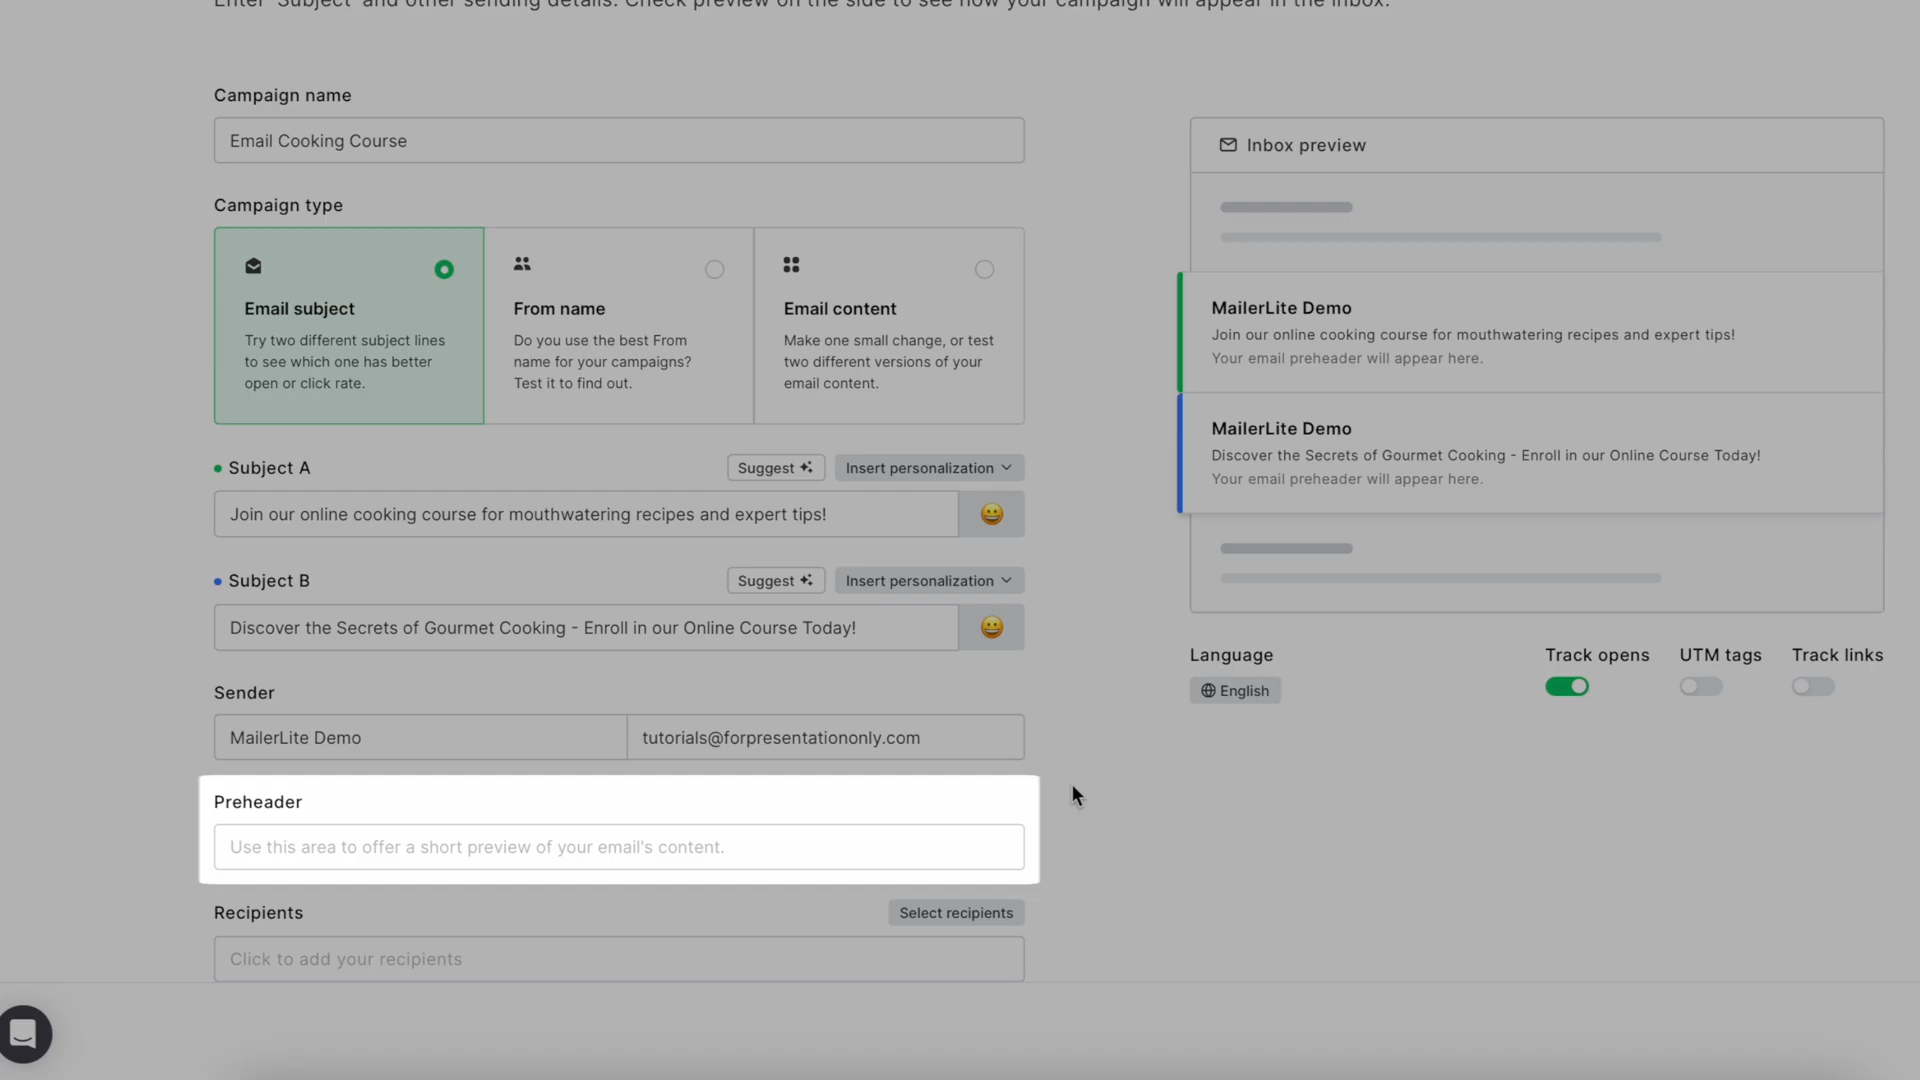 Enter 'Subject' and other sending details. Check preview on the side to see how your campaign will appear in the inbox.
Campaign name
Email Cooking Course
Campaign type
Email subject
Try two different subject lines
to see which one has better
open or click rate.
From name
Do you use the best From
name for your campaigns?
Test it to find out.
Email content
Make one small change, or test
two different versions of your
email content.
Subject A
Suggest
Insert personalization
Join our online cooking course for mouthwatering recipes and expert tips!
Subject B
Suggest
Insert personalization
Discover the Secrets of Gourmet Cooking - Enroll in our Online Course Today!
Sender
MailerLite Demo
tutorials@forpresentationonly.com
Preheader
Use this area to offer a short preview of your email's content.
Recipients
Select recipients
Click to add your recipients
Inbox preview
MailerLite Demo
Join our online cooking course for mouthwatering recipes and expert tips!
Your email preheader will appear here.
MailerLite Demo
Discover the Secrets of Gourmet Cooking - Enroll in our Online Course Today!
Your email preheader will appear here.
Language
English
Track opens
UTM tags
Track links